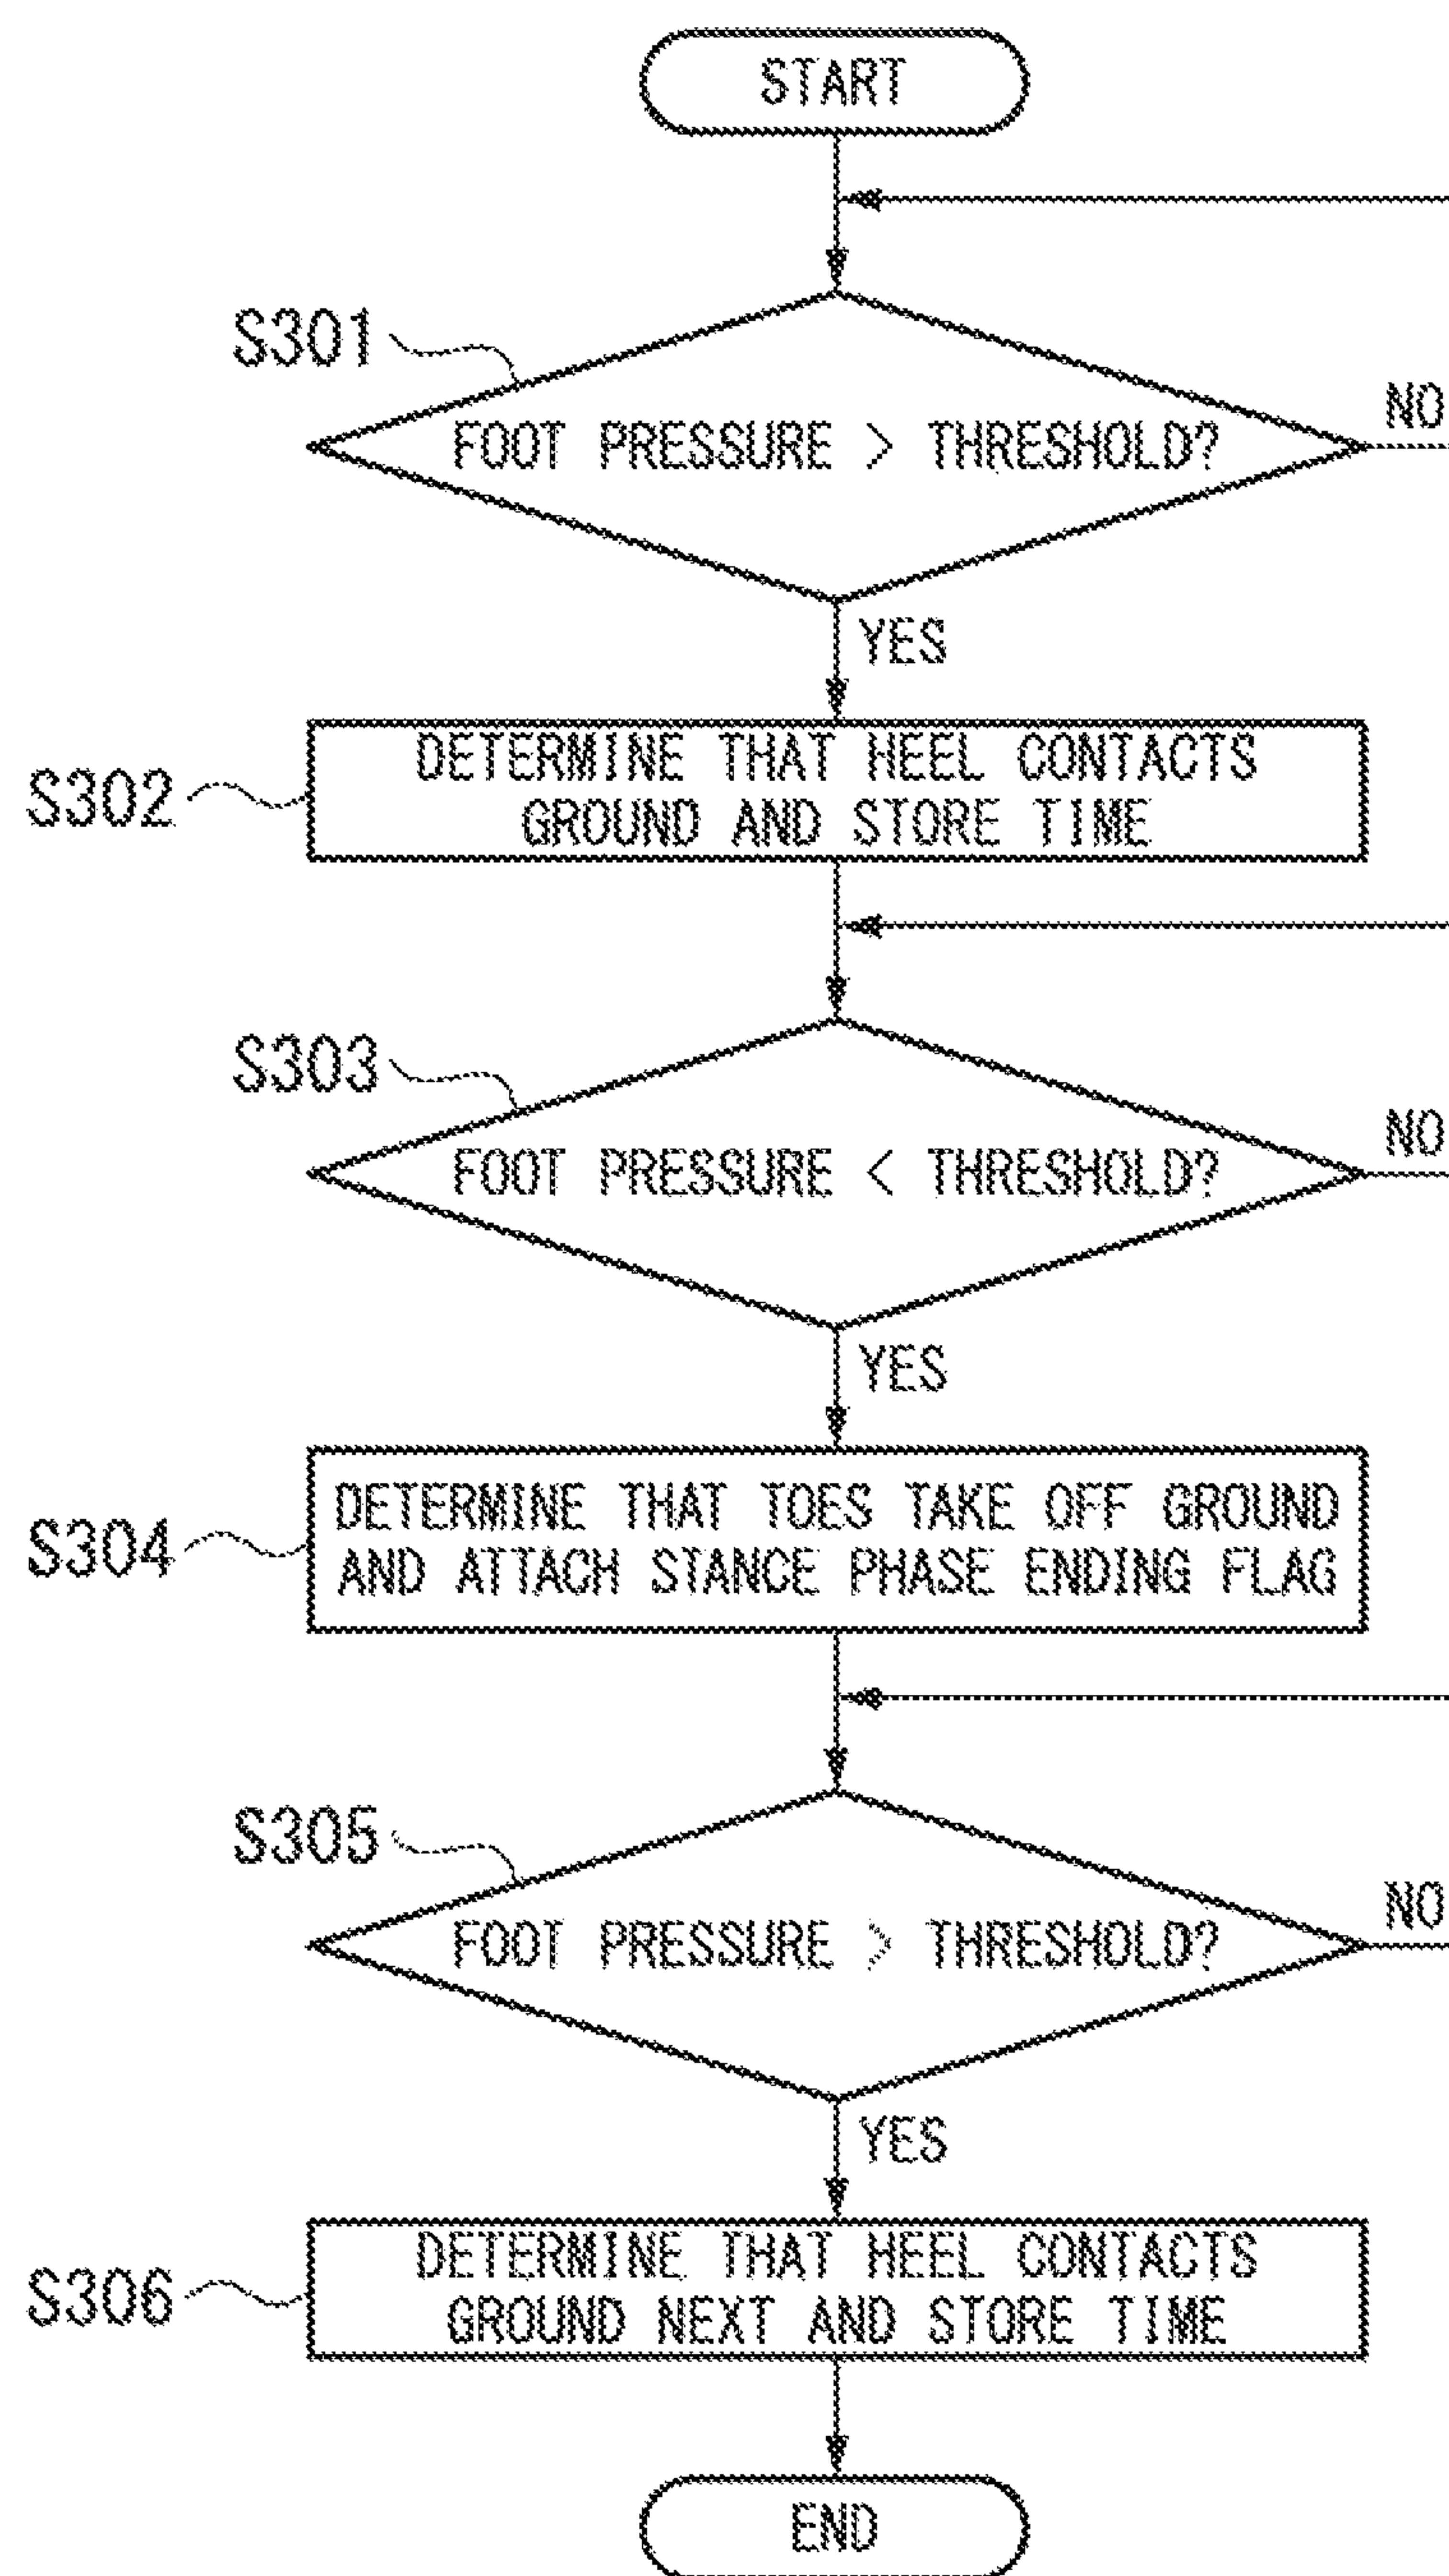 START
S301
FOOT PRESSURE > THRESHOLD?
NO
YES
S302
DETERMINE THAT HEEL CONTACTS
GROUND AND STORE TIME
S303
FOOT PRESSURE < THRESHOLD?
NO
YES
S304
DETERMINE THAT TOES TAKE OFF GROUND
AND ATTACH STANCE PHASE ENDING FLAG
S305
FOOT PRESSURE > THRESHOLD?
NO
YES
S306
DETERMINE THAT HEEL CONTACTS
GROUND NEXT AND STORE TIME
END